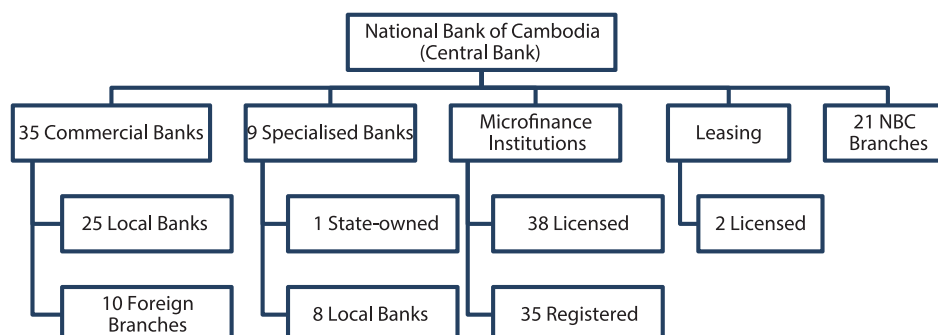 National Bank of Cambodia
(Central Bank)
35 Commercial Banks
9 Specialised Banks
Microfinance
Institutions
Leasing
21 NBC
Branches
25 Local Banks
1 State-owned
38 Licensed
2 Licensed
10 Foreign
Branches
8 Local Banks
35 Registered